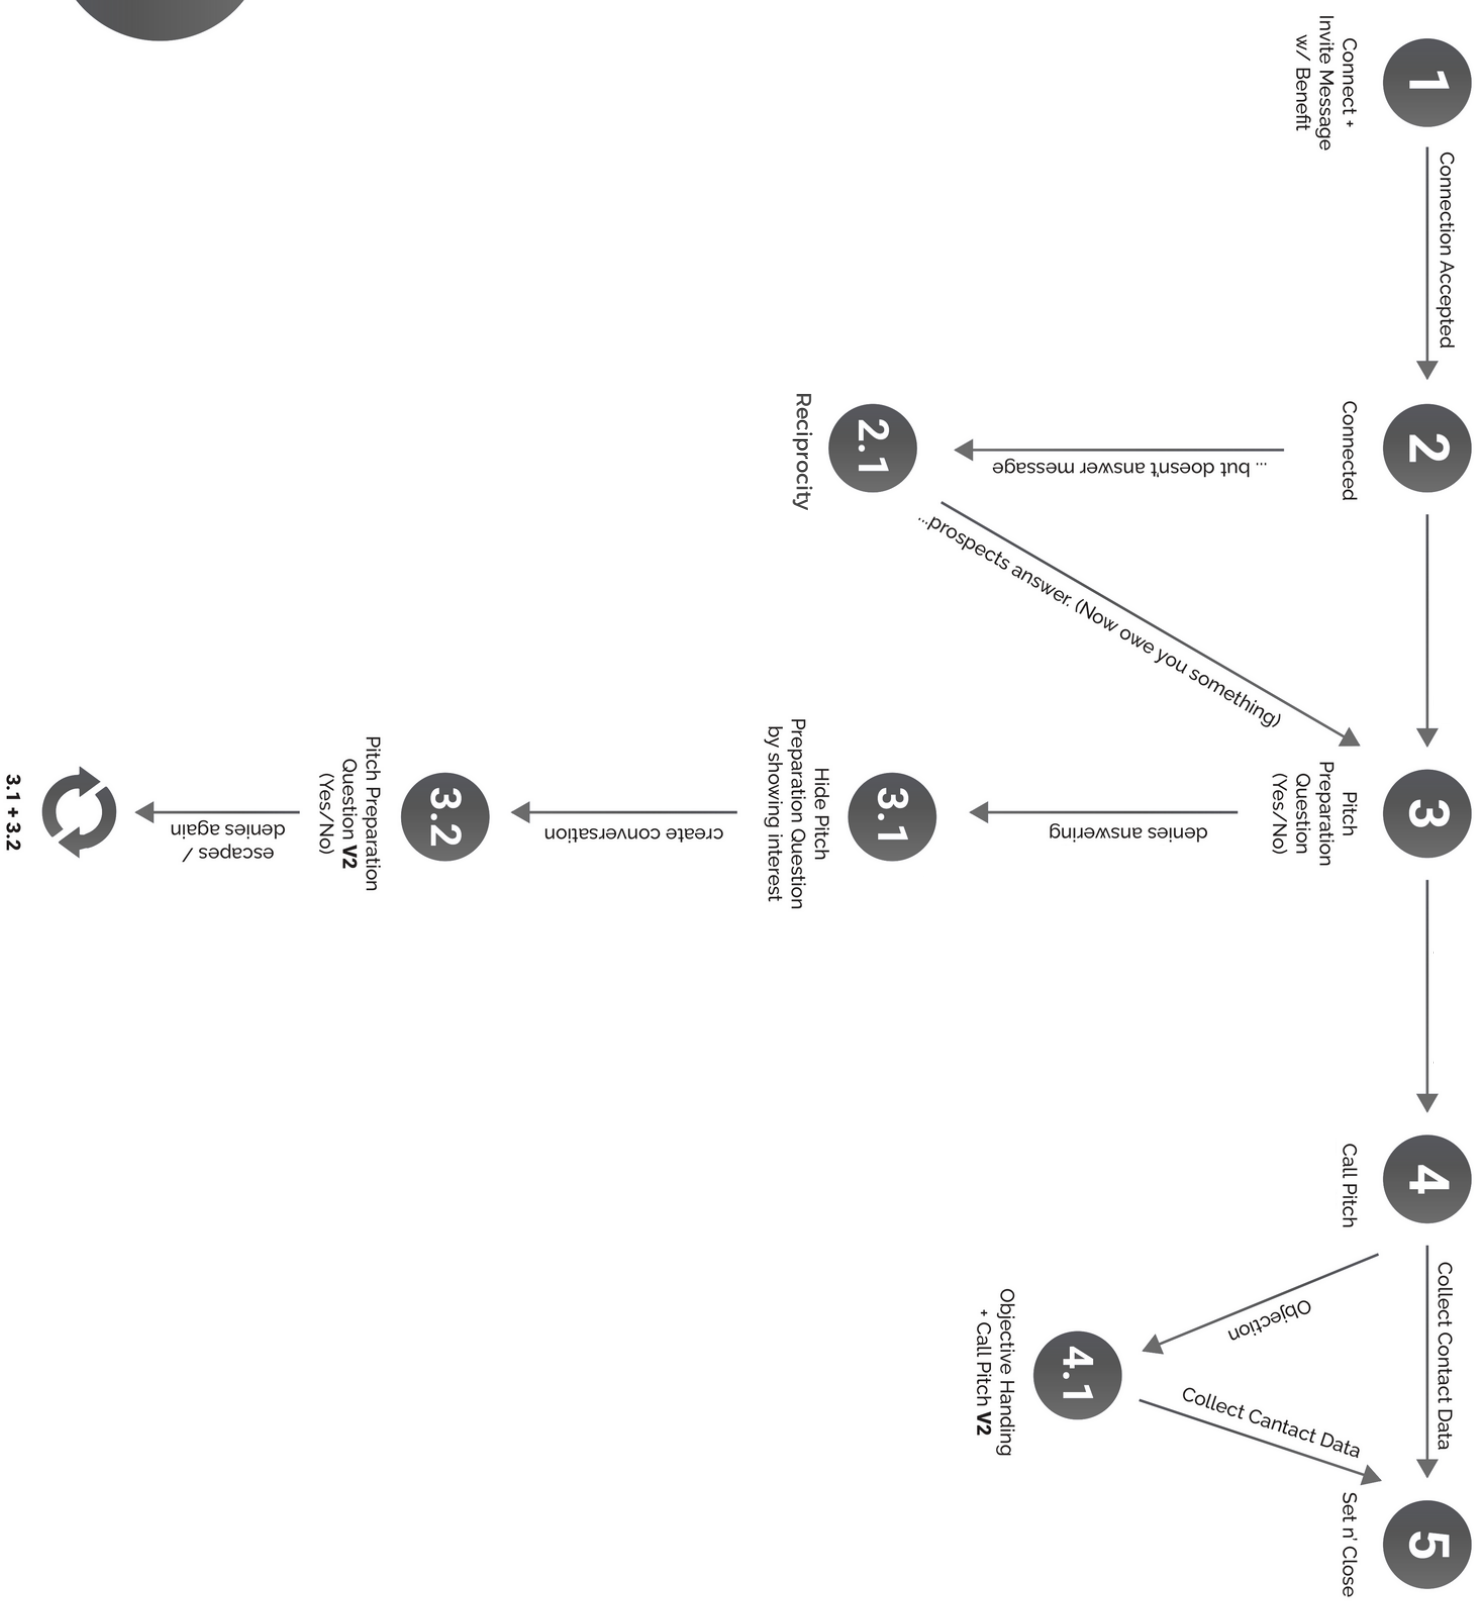 1
Connect +
Invite Message
w/ Benefit
Connection Accepted
2
Connected
... but doesn't answer message
2.1
Reciprocity
...prospects answer. (Now owe you something)
3
Pitch
Preparation
Question
(Yes/No)
denies answering
3.1
Hide Pitch
Preparation Question
by showing interest
create conversation
3.2
Pitch Preparation
Question V2
(Yes/No)
escapes /
denies again
3.1 + 3.2
4
Call Pitch
Objection
4.1
Objective Handing
+ Call Pitch V2
Collect Cantact Data
Collect Contact Data
5
Set n' Close